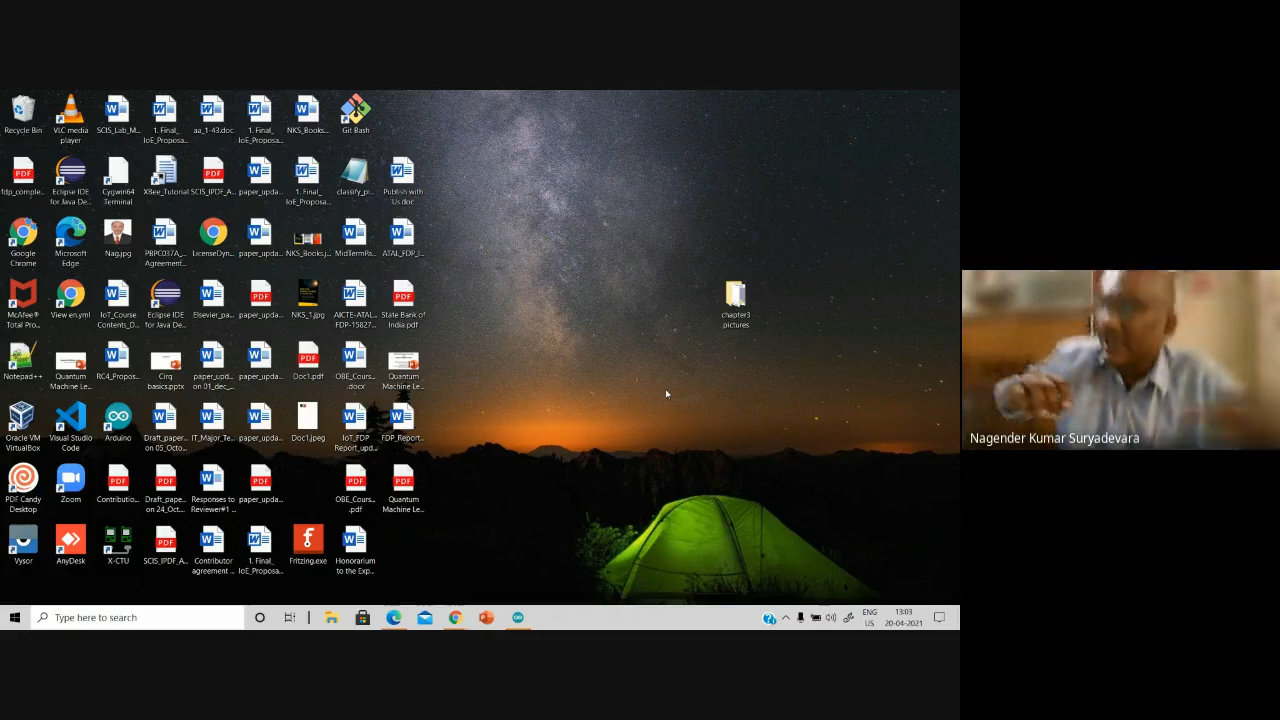 Recycle Bin
VLC media player
SCIS_Lab_M...
1. Final_ IoE_Proposa...
aa_1-43.doc
1. Final_ IoE_Proposa...
NKS_Books...
Git Bash
fdp_comple...
Eclipse IDE for Java De...
Cygwin64 Terminal
XBee_Tutorial
SCIS_IPDF_A...
paper_upda...
1. Final_ IoE_Proposa...
classify_pi...
Publish with Us.doc
Google Chrome
Microsoft Edge
Nag.jpg
PBPC037A_... Agreement...
LicenseDyn...
paper_upda...
NKS_Books.j...
MidTermPa...
ATAL_FDP_I...
McAfee® Total Pro...
View en.yml
IoT_Course Contents_D...
Eclipse IDE for Java De...
Elsevier_pa...
paper_upda...
NKS_1.jpg
AICTE-ATAL... FDP-15827...
State Bank of India.pdf
chapter3 pictures
Notepad++
Quantum Machine Le...
RC4_Propos...
Cirq basics.pptx
paper_upd... on 01_dec_...
paper_upda...
Doc1.pdf
OBE_Cours... .docx
Quantum Machine Le...
Oracle VM VirtualBox
Visual Studio Code
Arduino
Draft_paper... on 05_Octo...
IT_Major_Te...
paper_upda...
Doc1.jpeg
IoT_FDP Report_upd...
FDP_Report...
PDF Candy Desktop
Zoom
Contributio...
Draft_pape... on 24_Oct...
Responses to Reviewer#1 ...
paper_upda...
OBE_Cours... .pdf
Quantum Machine Le...
Vysor
AnyDesk
X-CTU
SCIS_IPDF_A...
Contributor agreement ...
1. Final_ IoE_Proposa...
Fritzing.exe
Honorarium to the Exp...
Nagender Kumar Suryadevara
Type here to search
ENG
US
13:03
20-04-2021